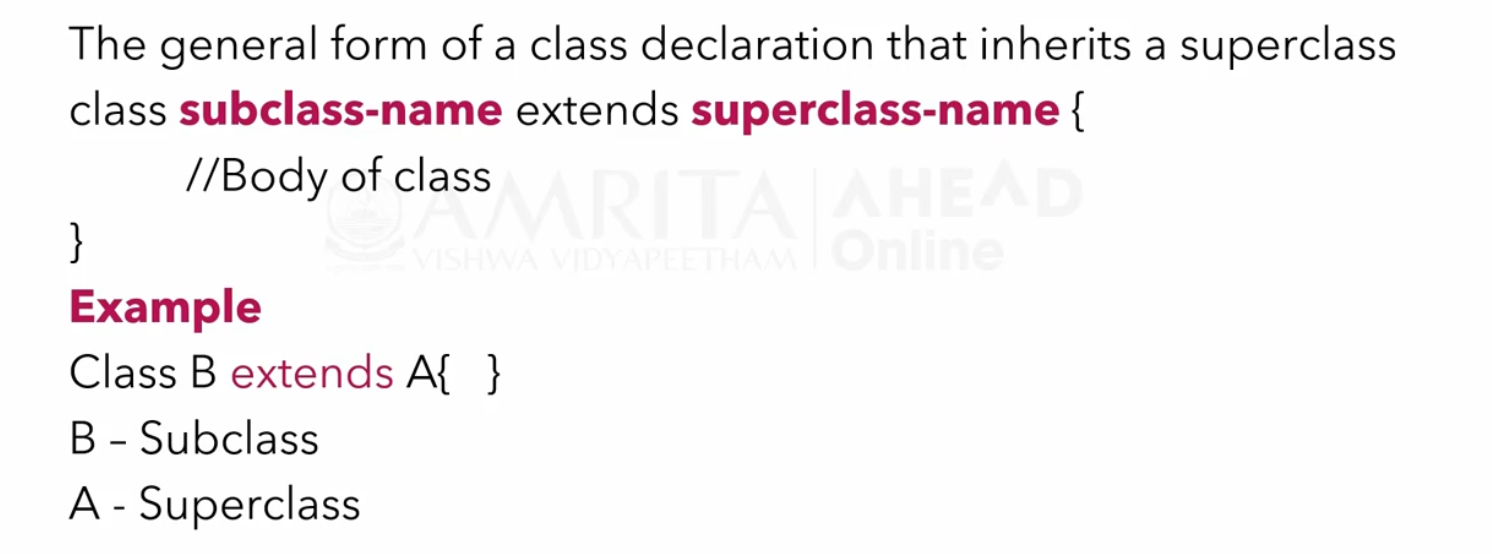 The general form of a class declaration that inherits a superclass
class subclass-name extends superclass-name {
//Body of class
}
Example
Class B extends A{ }
B – Subclass
A - Superclass
AMRITA VISHWA VIDYAPEETHAM
AHEAD Online